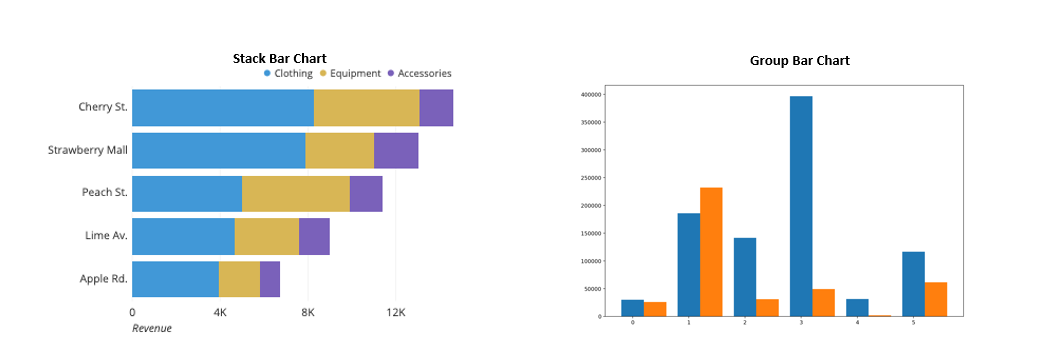 Stack Bar Chart
Clothing Equipment Accessories
Cherry St.
Strawberry Mall
Peach St.
Lime Av.
Apple Rd.
0 4K 8K 12K
Revenue
Group Bar Chart
400000
350000
300000
250000
200000
150000
100000
50000
0
0 1 2 3 4 5